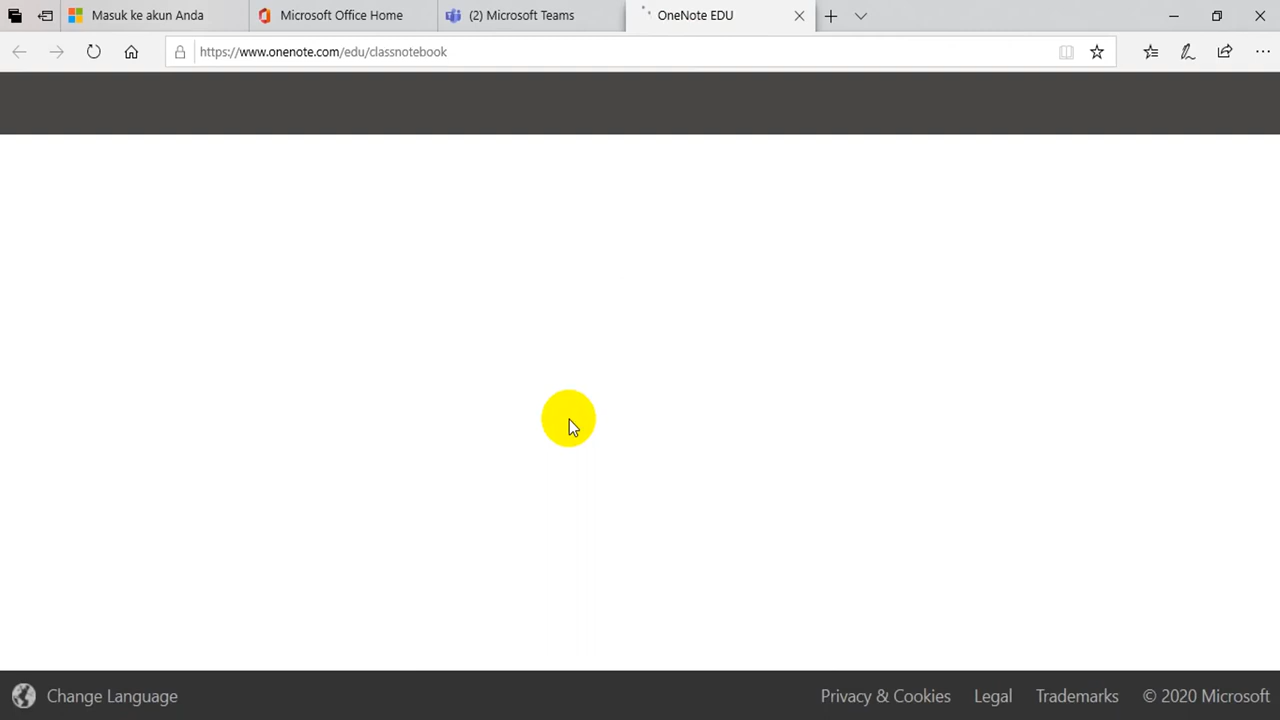 Masuk ke akun Anda
Microsoft Office Home
(2) Microsoft Teams
OneNote EDU
https://www.onenote.com/edu/classnotebook
Change Language
Privacy & Cookies
Legal
Trademarks
© 2020 Microsoft